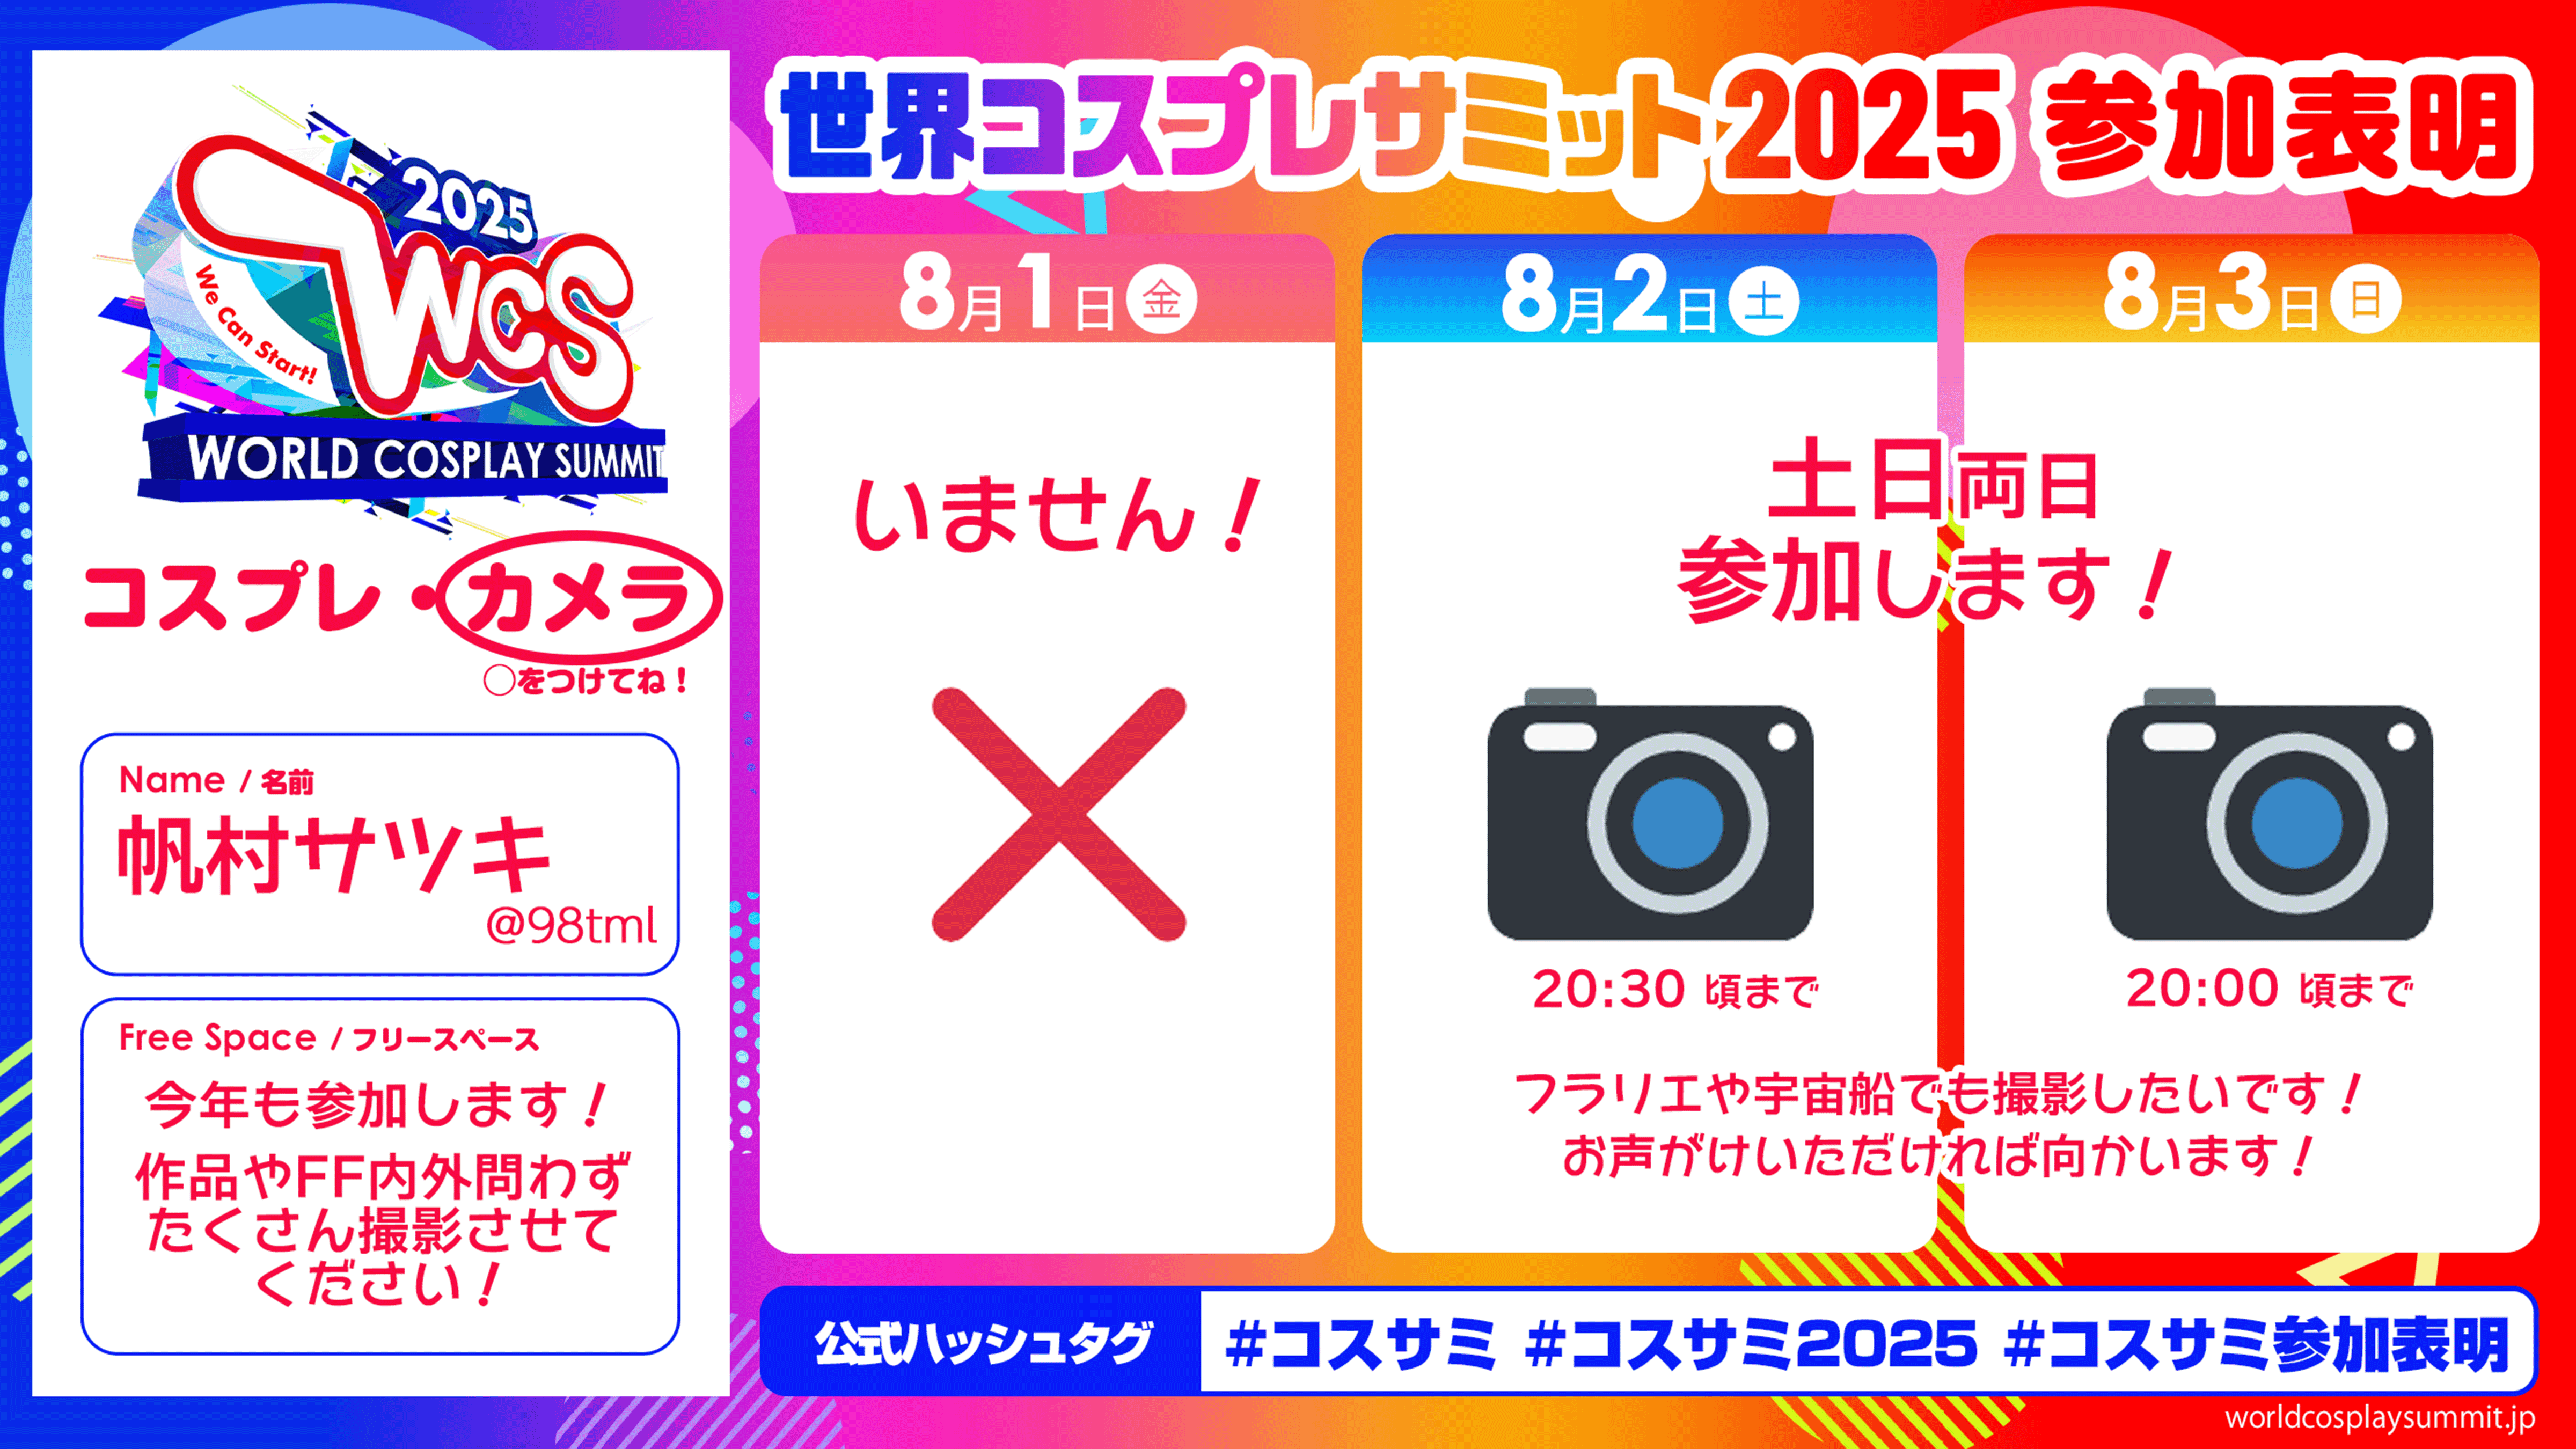 世界コスプレサミット2025 参加表明
2025
WCS
We Can Start!
WORLD COSPLAY SUMMIT
コスプレ・カメラ
○をつけてね！
Name / 名前
帆村サツキ
@98tml
Free Space / フリースペース
今年も参加します！
作品やFF内外問わず
たくさん撮影させて
ください！
8月1日 金
いません！
8月2日 土
8月3日 日
土日両日
参加します！
20:30 頃まで
20:00 頃まで
フラリエや宇宙船でも撮影したいです！
お声がけいただければ向かいます！
公式ハッシュタグ
#コスサミ #コスサミ2025 #コスサミ参加表明
worldcosplaysummit.jp